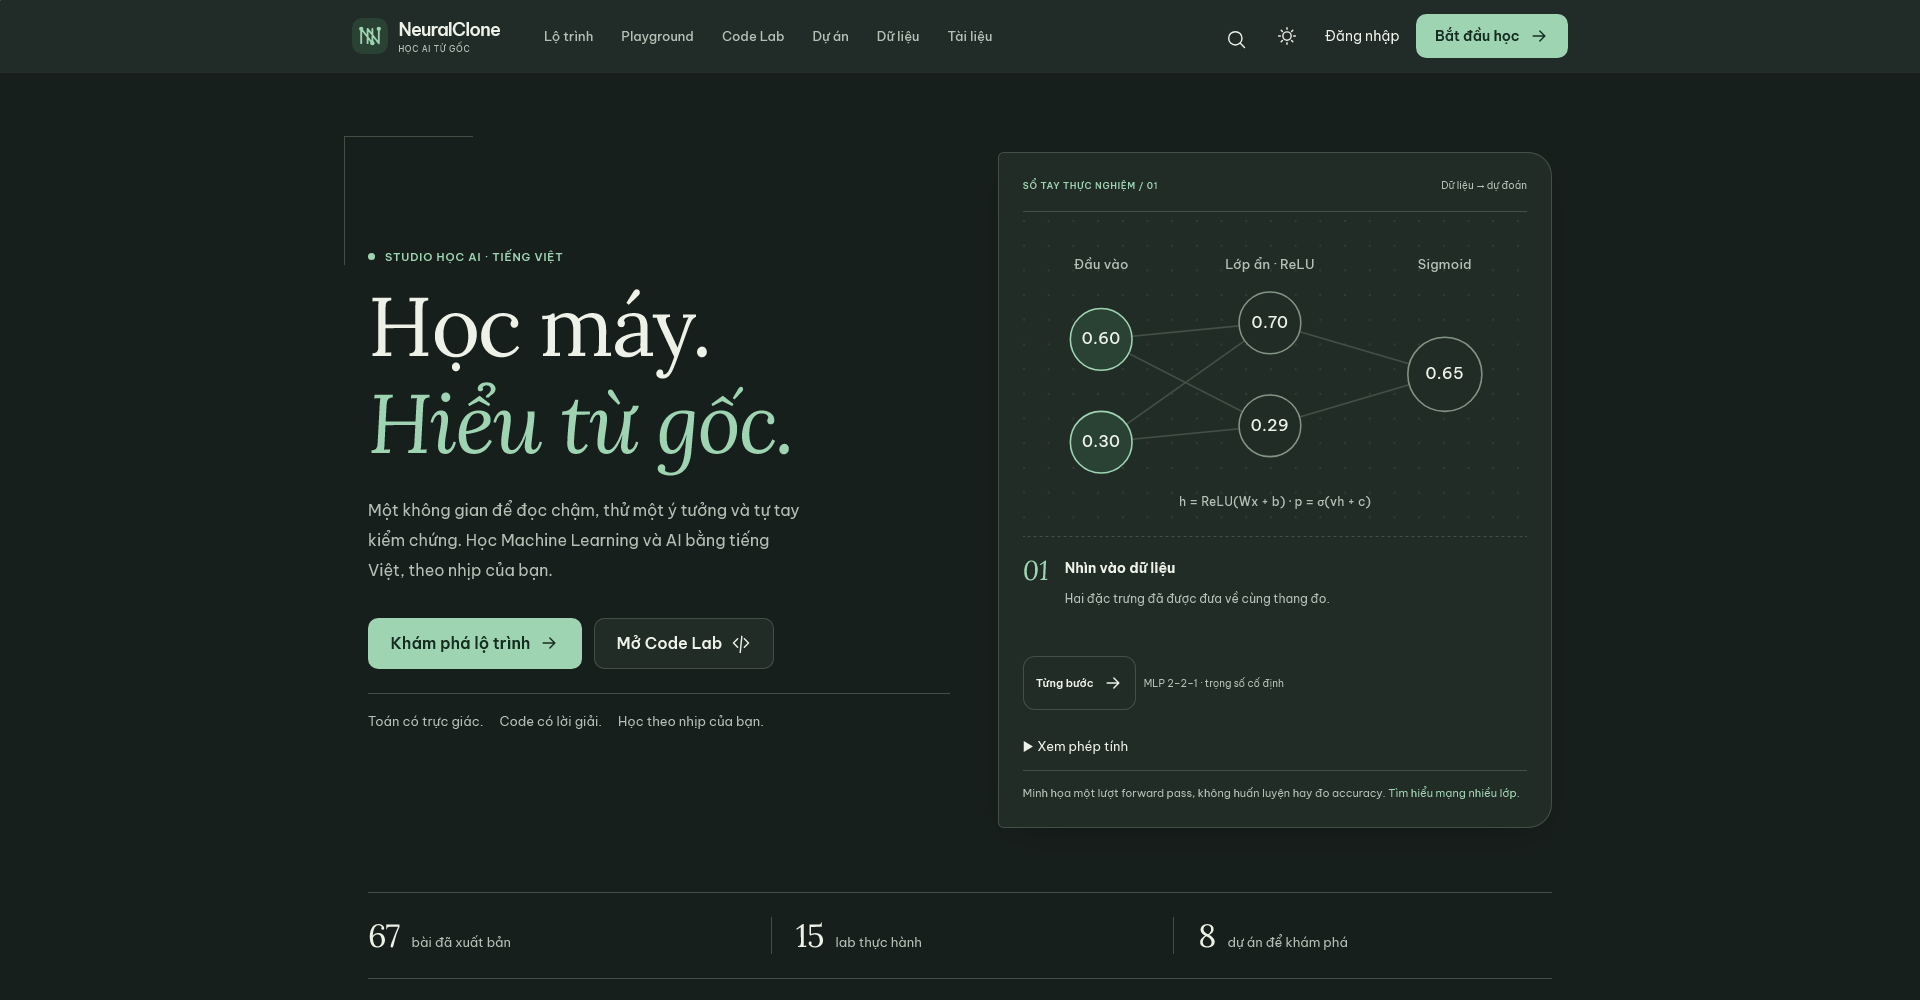 NeuralClone
HỌC AI TỪ GỐC
Lộ trình
Playground
Code Lab
Dự án
Dữ liệu
Tài liệu
Đăng nhập
Bắt đầu học
STUDIO HỌC AI · TIẾNG VIỆT
Học máy.
Hiểu từ gốc.
Một không gian để đọc chậm, thử một ý tưởng và tự tay
kiểm chứng. Học Machine Learning và AI bằng tiếng
Việt, theo nhịp của bạn.
Khám phá lộ trình →
Mở Code Lab </>
Toán có trực giác.
Code có lời giải.
Học theo nhịp của bạn.
SỔ TAY THỰC NGHIỆM / 01
Dữ liệu → dự đoán
Đầu vào
Lớp ẩn · ReLU
Sigmoid
0.60
0.70
0.65
0.30
0.29
h = ReLU(Wx + b) · p = σ(vh + c)
01 Nhìn vào dữ liệu
Hai đặc trưng đã được đưa về cùng thang đo.
Từng bước →
MLP 2–2–1 · trọng số cố định
▶ Xem phép tính
Minh họa một lượt forward pass, không huấn luyện hay đo accuracy. Tìm hiểu mạng nhiều lớp.
67 bài đã xuất bản
15 lab thực hành
8 dự án để khám phá